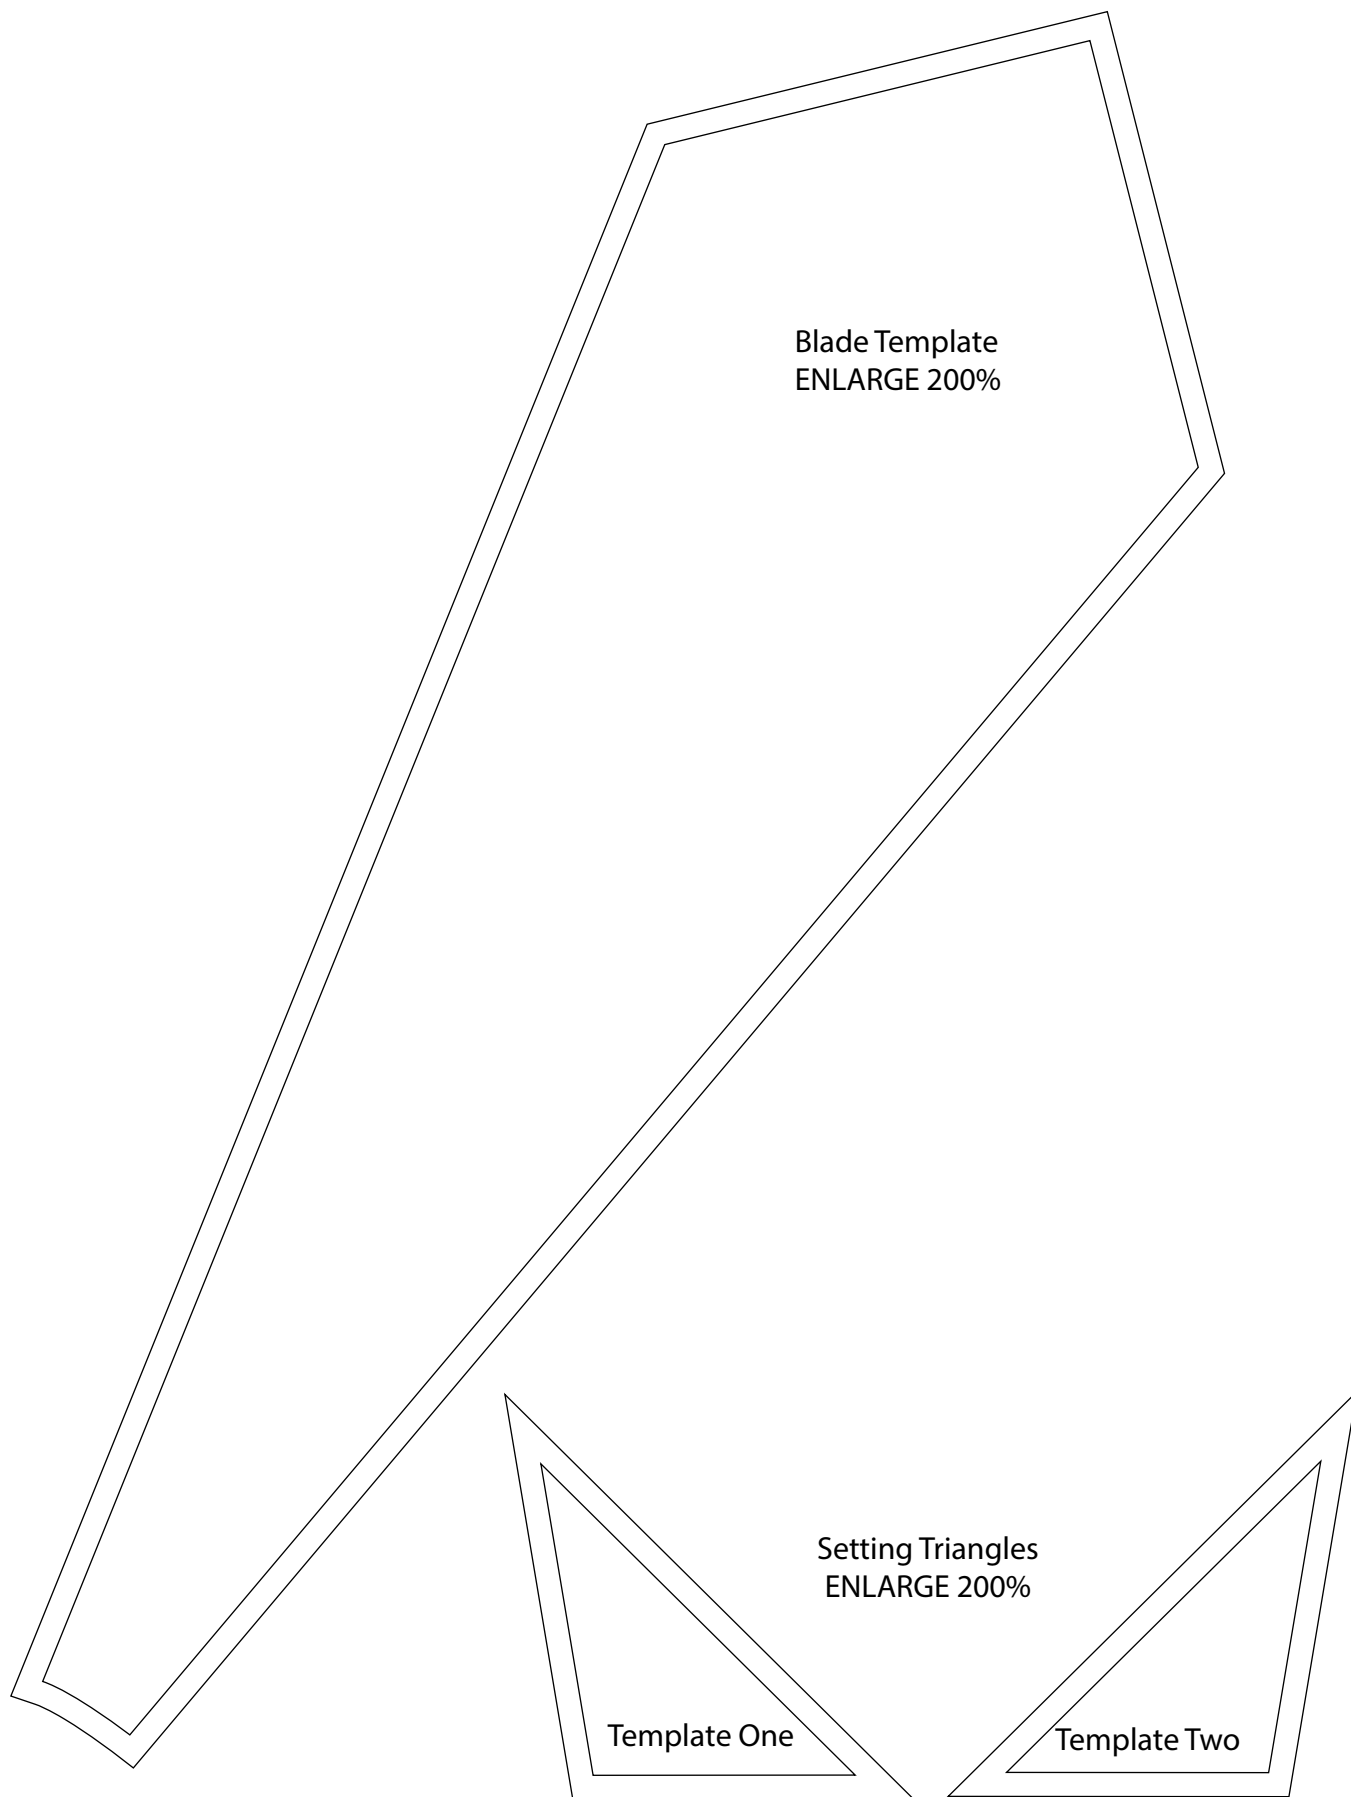 Blade Template
ENLARGE 200%
Setting Triangles
ENLARGE 200%
Template One
Template Two